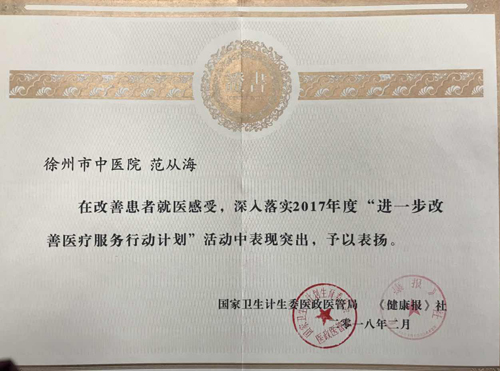 徐州市中医院 范从海
在改善患者就医感受，深入落实2017年度“进一步改
善医疗服务行动计划”活动中表现突出，予以表扬。
国家卫生计生委医政医管局 《健康报》社
二〇一八年二月